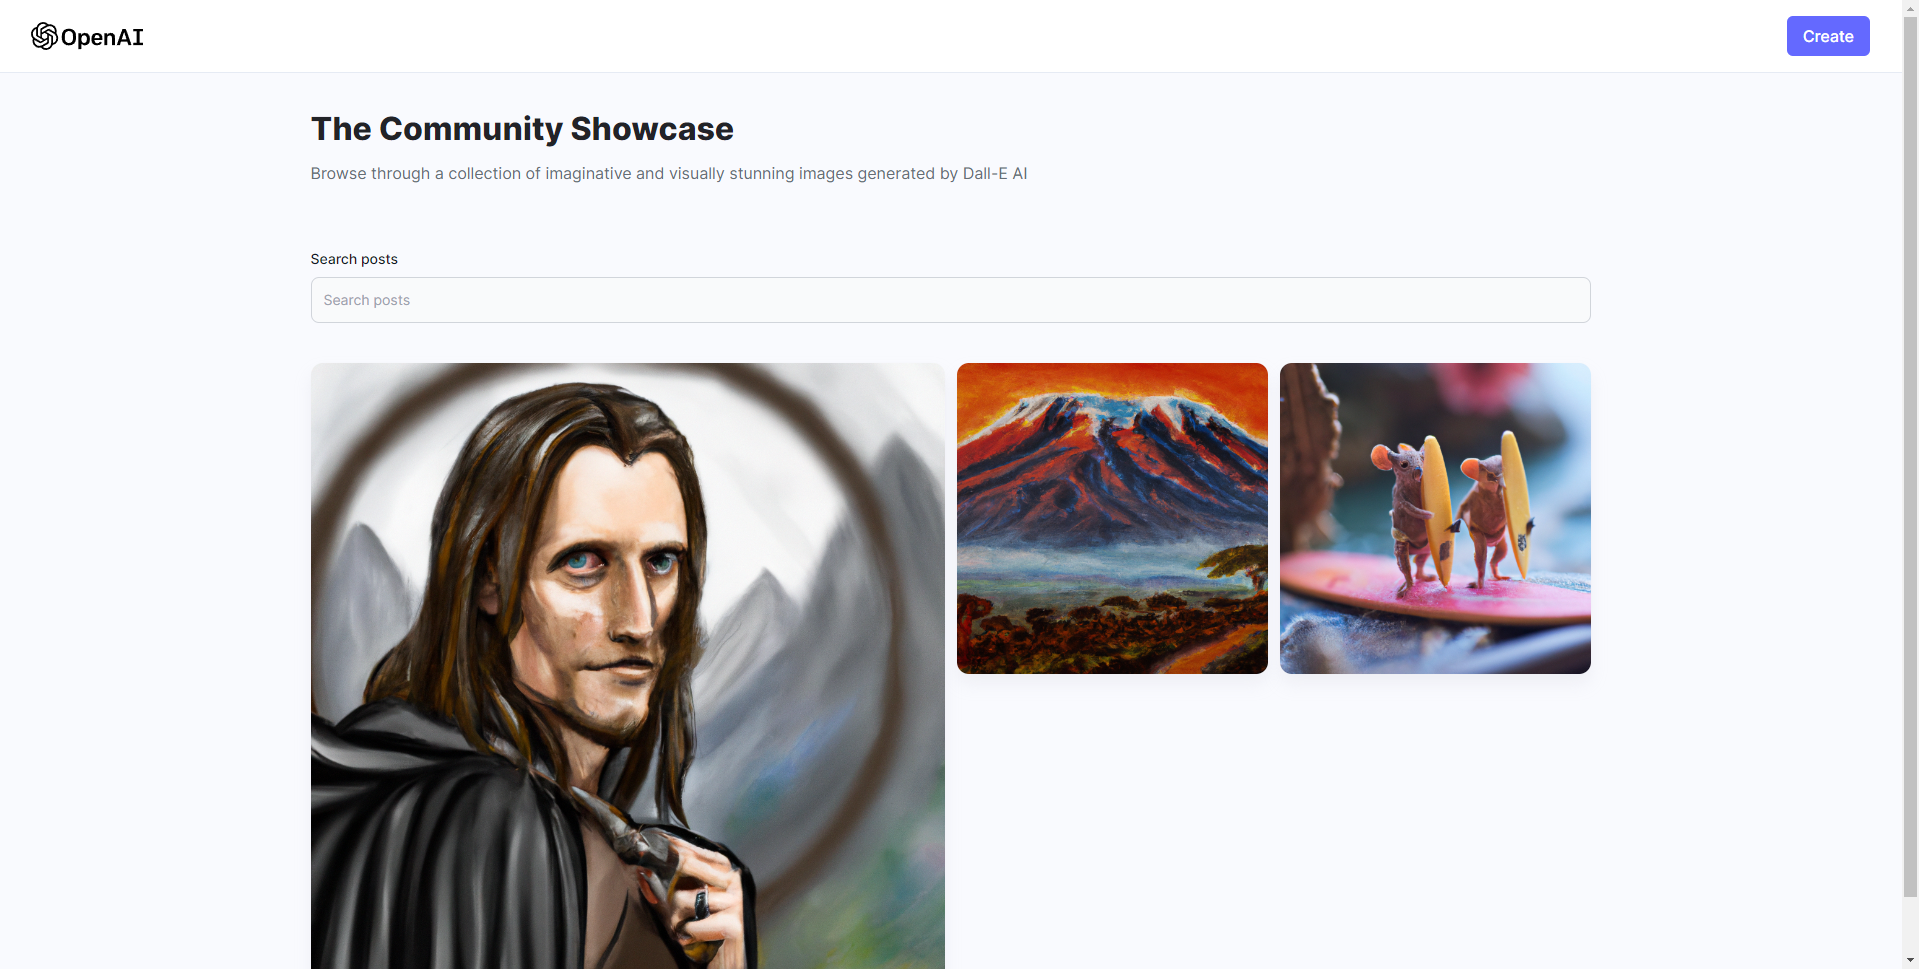 OpenAI
Create
The Community Showcase
Browse through a collection of imaginative and visually stunning images generated by Dall-E AI
Search posts
Search posts